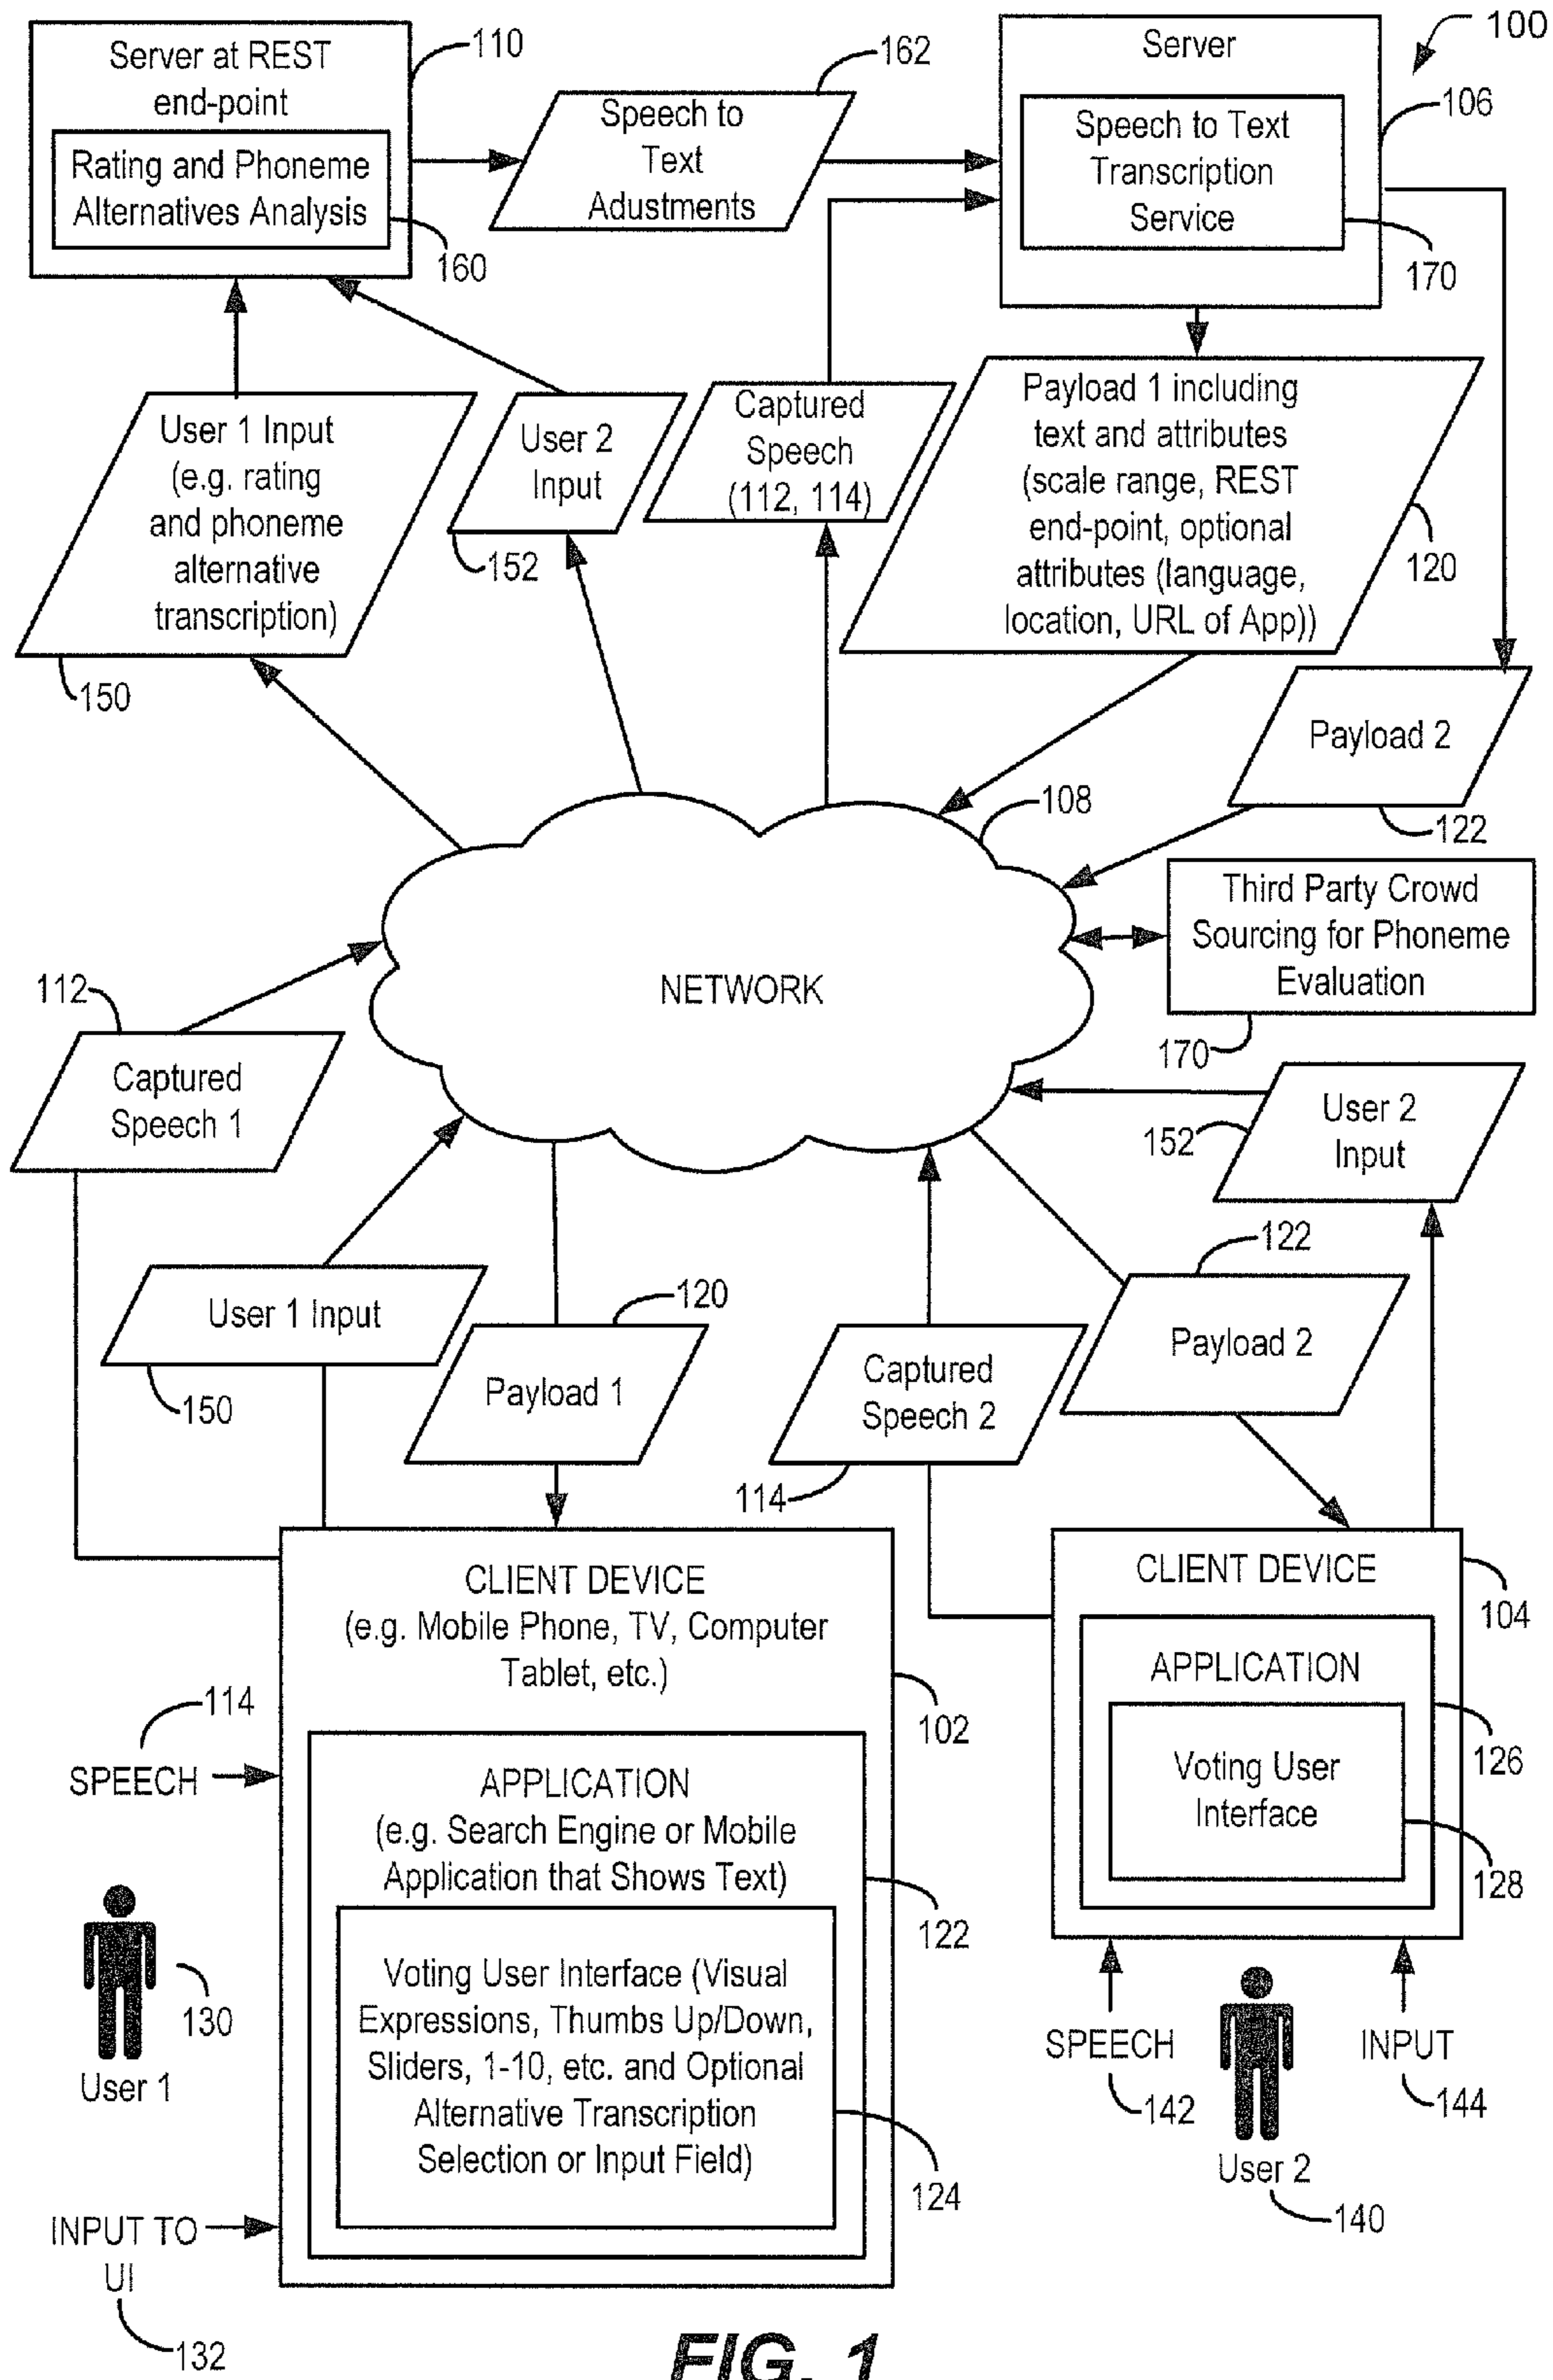 100
Server at REST
end-point
110
Rating and Phoneme
Alternatives Analysis
160
162
Speech to
Text
Adustments
Server
106
Speech to Text
Transcription
Service
170
User 1 Input
(e.g. rating
and phoneme
alternative
transcription)
150
User 2
Input
152
Captured
Speech
(112, 114)
Payload 1 including
text and attributes
(scale range, REST
end-point, optional
attributes (language,
location, URL of App))
120
Payload 2
122
108
NETWORK
Third Party Crowd
Sourcing for Phoneme
Evaluation
170
112
Captured
Speech 1
User 2
Input
152
User 1 Input
150
120
Payload 1
Captured
Speech 2
114
122
Payload 2
CLIENT DEVICE
(e.g. Mobile Phone, TV, Computer
Tablet, etc.)
102
114
SPEECH
APPLICATION
(e.g. Search Engine or Mobile
Application that Shows Text)
122
Voting User Interface (Visual
Expressions, Thumbs Up/Down,
Sliders, 1-10, etc. and Optional
Alternative Transcription
Selection or Input Field)
124
130
User 1
INPUT TO
UI
132
CLIENT DEVICE
104
APPLICATION
126
Voting User
Interface
128
SPEECH
142
INPUT
144
User 2
140
FIG. 1